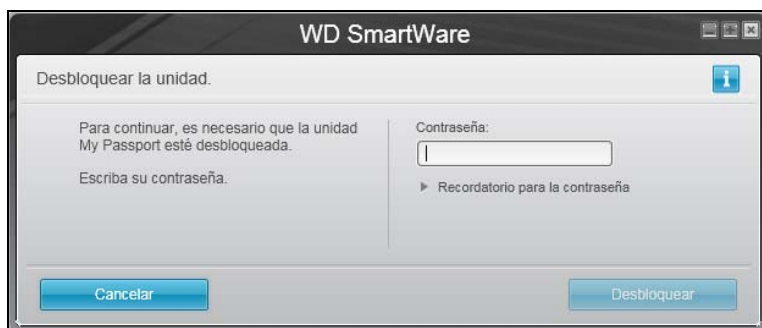 WD SmartWare
Desbloquear la unidad.
Para continuar, es necesario que la unidad
My Passport esté desbloqueada.
Escriba su contraseña.
Contraseña:
Recordatorio para la contraseña
Cancelar
Desbloquear